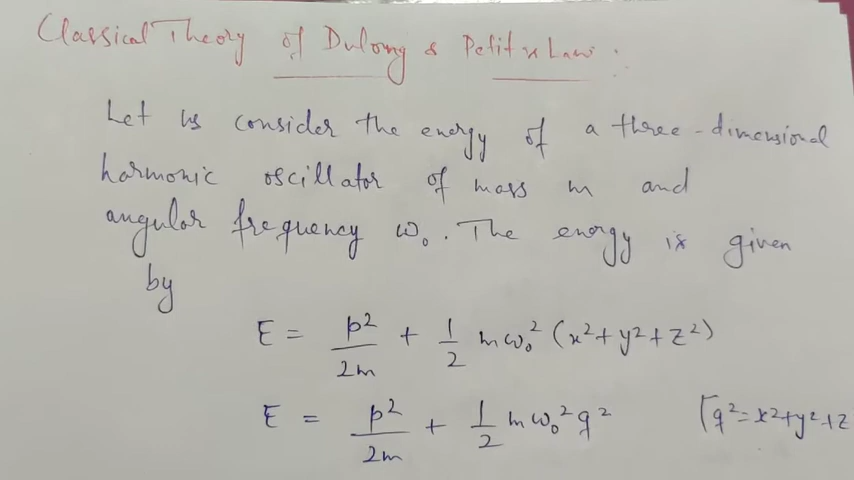 Classical Theory of Dulong & Petit's Law :
Let us consider the energy of a three-dimensional
harmonic oscillator of mass m and
angular frequency ω₀. The energy is given
by
E = p²/2m + 1/2 mω₀² (x²+y²+z²)
E = p²/2m + 1/2 mω₀² q² [q²=x²+y²+z